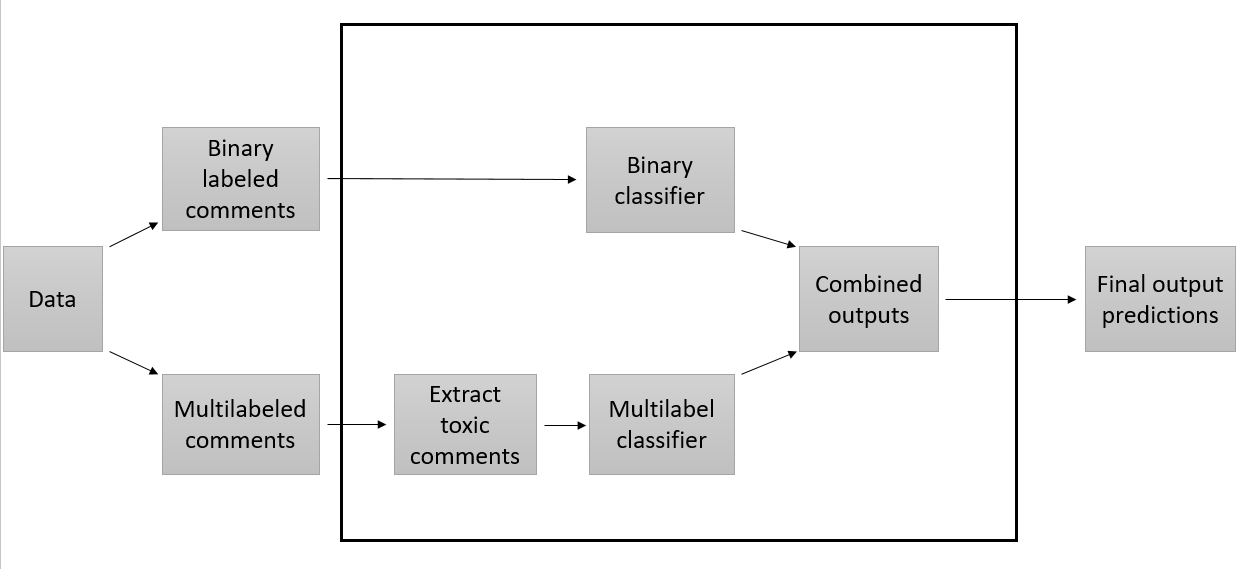 Data
Binary
labeled
comments
Multilabeled
comments
Extract
toxic
comments
Binary
classifier
Multilabel
classifier
Combined
outputs
Final output
predictions